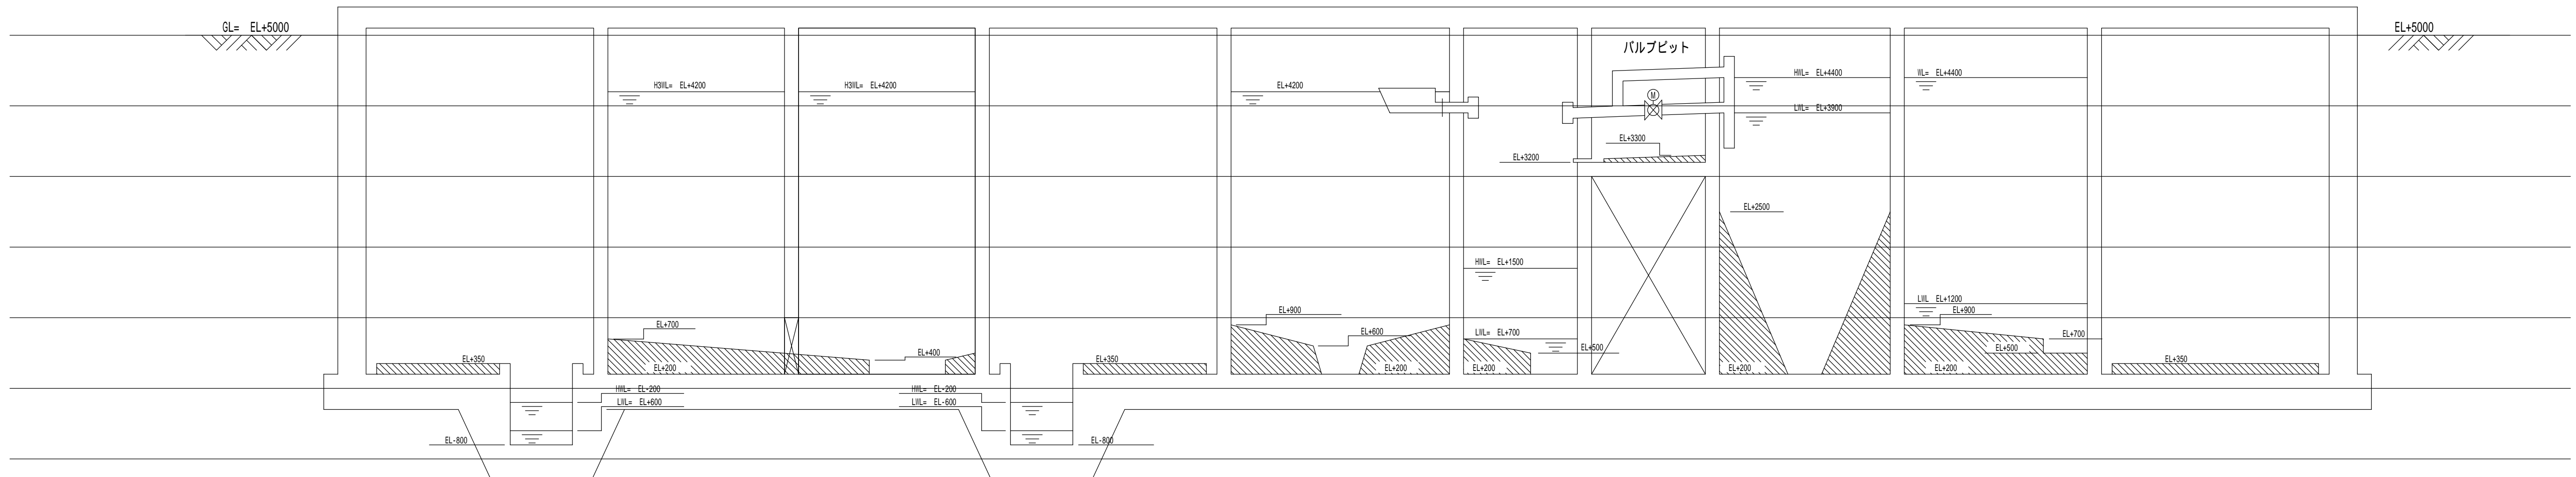 GL= EL+5000
EL+5000
バルブピット
H3WL= EL+4200
H3WL= EL+4200
EL+4200
M
HWL= EL+4400
WL= EL+4400
LWL= EL+3900
EL+3300
EL+3200
EL+2500
HWL= EL+1500
LWL EL+1200
EL+900
EL+900
EL+700
EL+600
LWL= EL+700
EL+700
EL+400
EL+500
EL+500
EL+350
EL+350
EL+350
EL+200
EL+200
EL+200
EL+200
EL+200
HWL= EL-200
HWL= EL-200
LWL= EL+600
LWL= EL-600
EL-800
EL-800